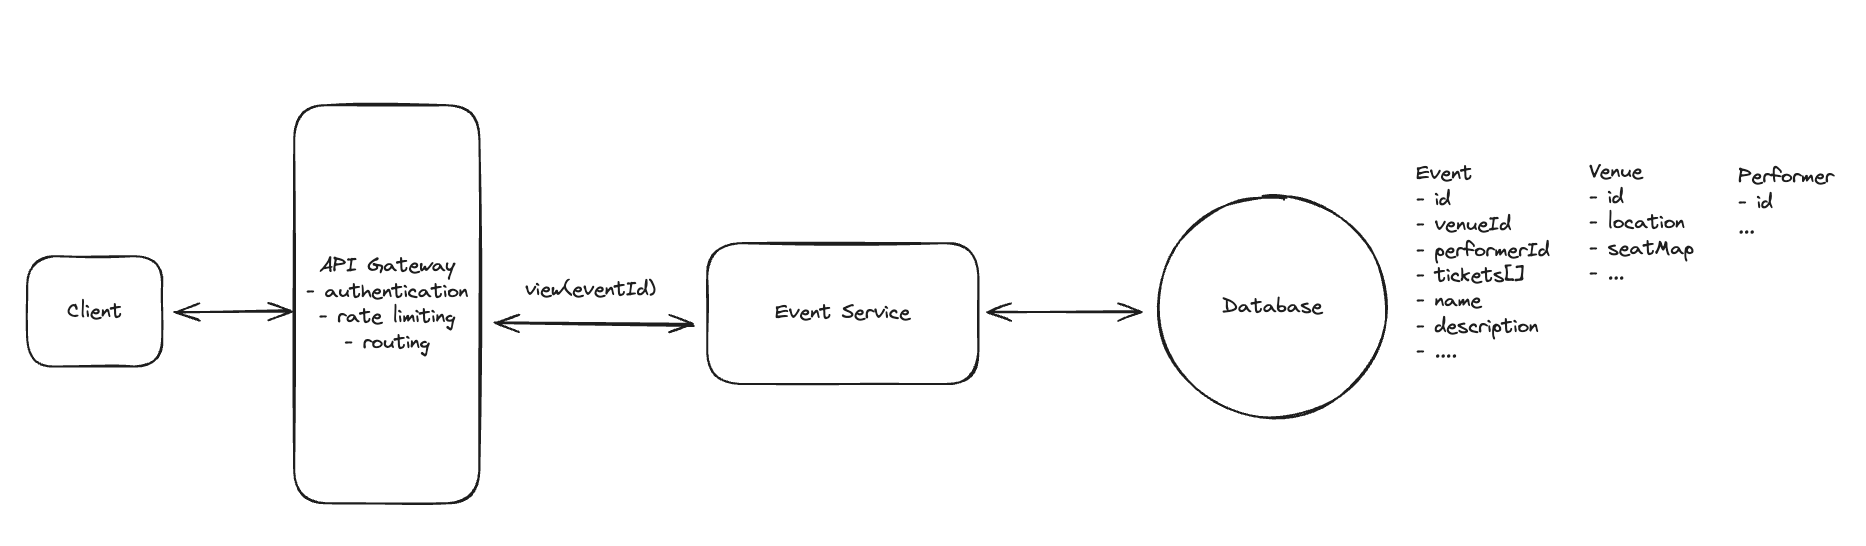 Client
API Gateway
- authentication
- rate limiting
- routing
view(eventId)
Event Service
Database
Event
- id
- venueId
- performerId
- tickets[]
- name
- description
- ....
Venue
- id
- location
- seatMap
- ...
Performer
- id
...